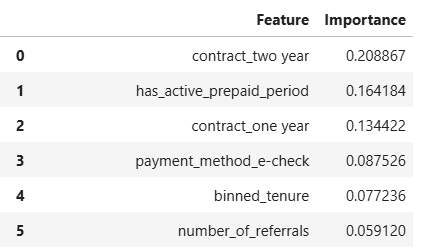 Feature Importance
0 contract_two year 0.208867
1 has_active_prepaid_period 0.164184
2 contract_one year 0.134422
3 payment_method_e-check 0.087526
4 binned_tenure 0.077236
5 number_of_referrals 0.059120